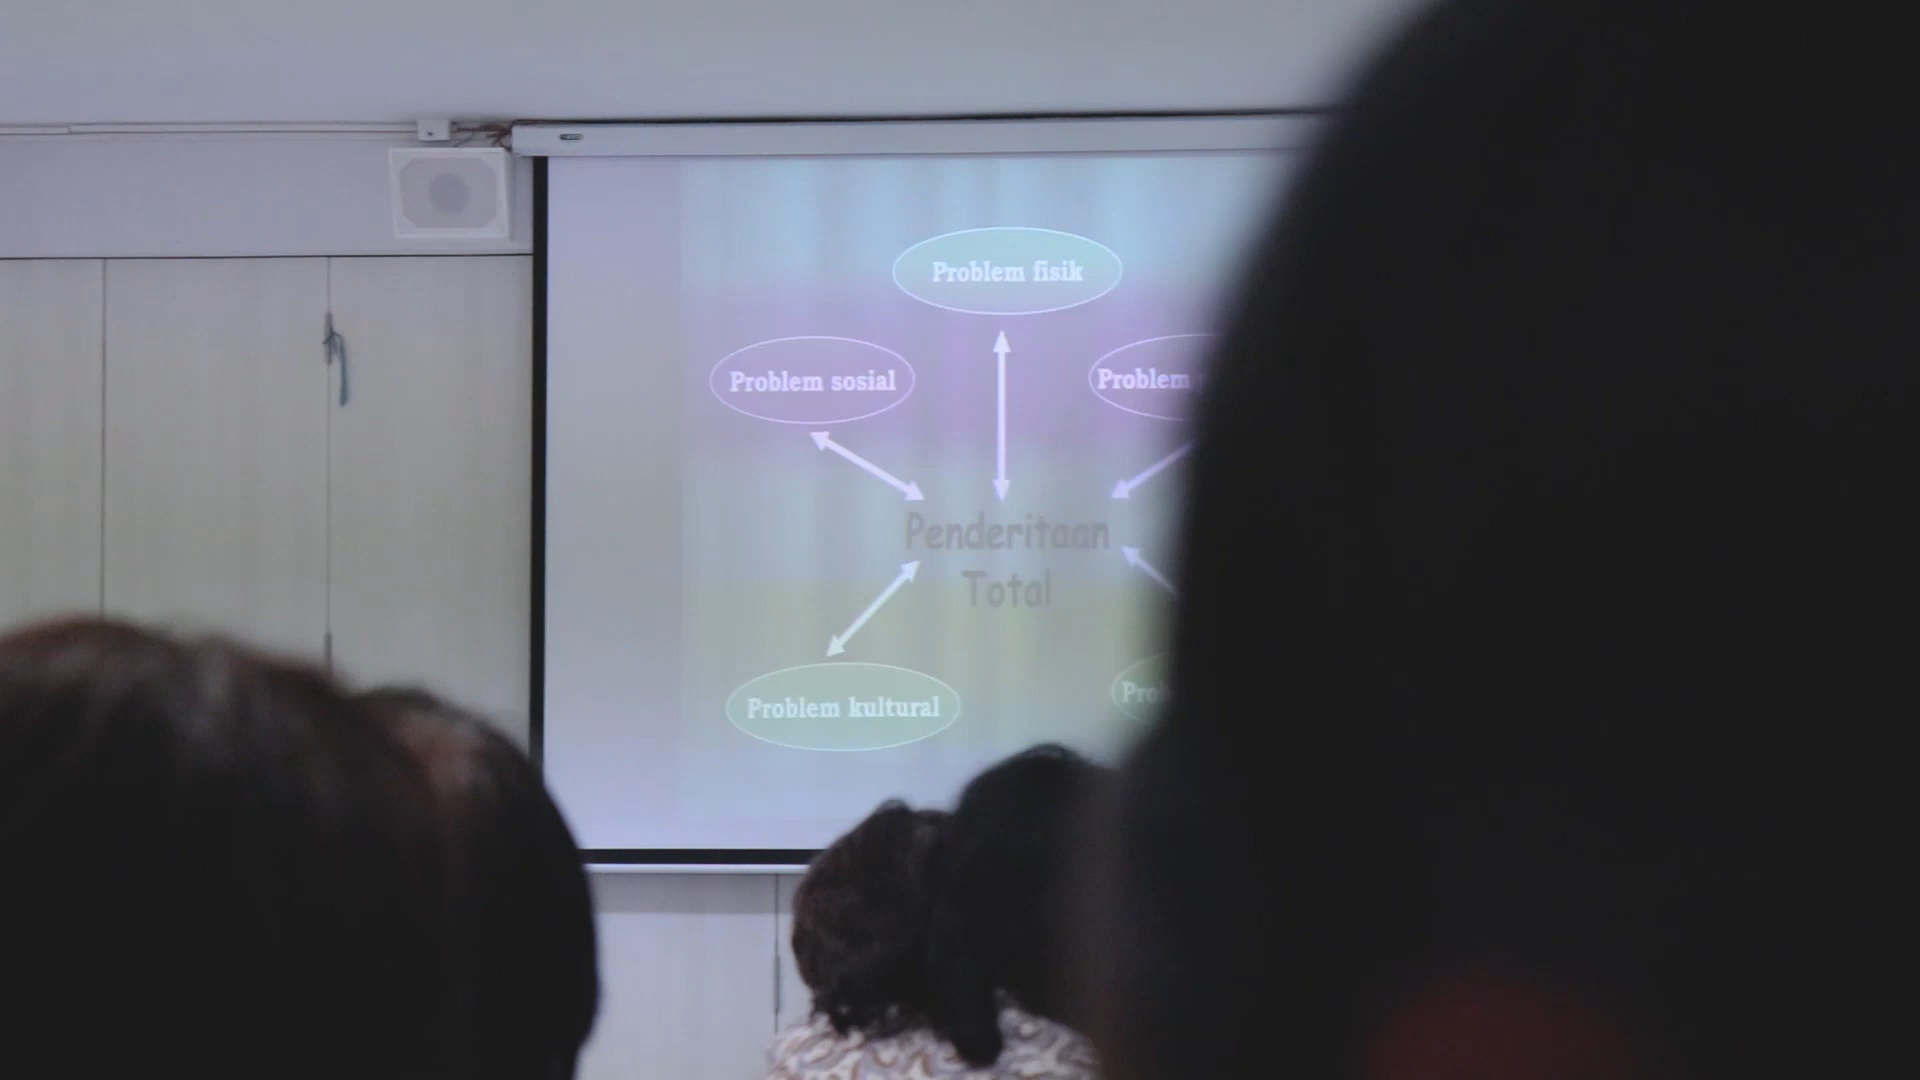 Problem fisik
Problem sosial
Problem
Penderitaan
Total
Problem kultural